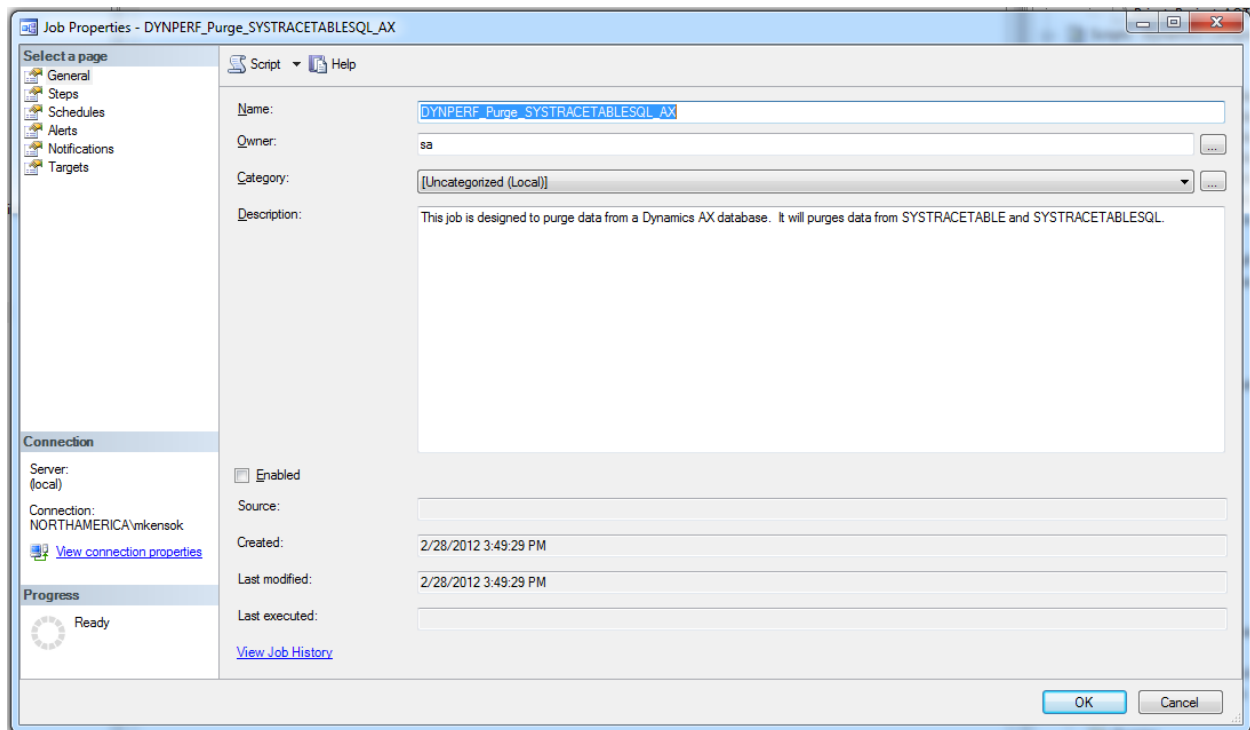 Job Properties - DYNPERF_Purge_SYSTRACETABLESQL_AX
Select a page
General
Steps
Schedules
Alerts
Notifications
Targets
Script
Help
Name:
DYNPERF_Purge_SYSTRACETABLESQL_AX
Owner:
sa
...
Category:
[Uncategorized (Local)]
...
Description:
This job is designed to purge data from a Dynamics AX database. It will purges data from SYSTRACETABLE and SYSTRACETABLESQL.
Enabled
Source:
Created:
2/28/2012 3:49:29 PM
Last modified:
2/28/2012 3:49:29 PM
Last executed:
View Job History
Connection
Server:
(local)
Connection:
NORTHAMERICA\mkensok
View connection properties
Progress
Ready
OK
Cancel